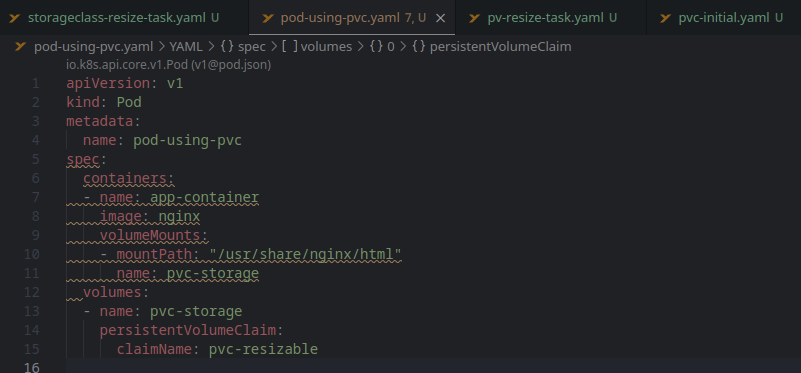 storageclass-resize-task.yaml U pod-using-pvc.yaml 7, U × pv-resize-task.yaml U pvc-initial.yaml U
pod-using-pvc.yaml > YAML > {} spec > [ ] volumes > {} 0 > {} persistentVolumeClaim
io.k8s.api.core.v1.Pod (v1@pod.json)
1 apiVersion: v1
2 kind: Pod
3 metadata:
4   name: pod-using-pvc
5 spec:
6   containers:
7   - name: app-container
8     image: nginx
9     volumeMounts:
10     - mountPath: "/usr/share/nginx/html"
11       name: pvc-storage
12   volumes:
13   - name: pvc-storage
14     persistentVolumeClaim:
15       claimName: pvc-resizable
16